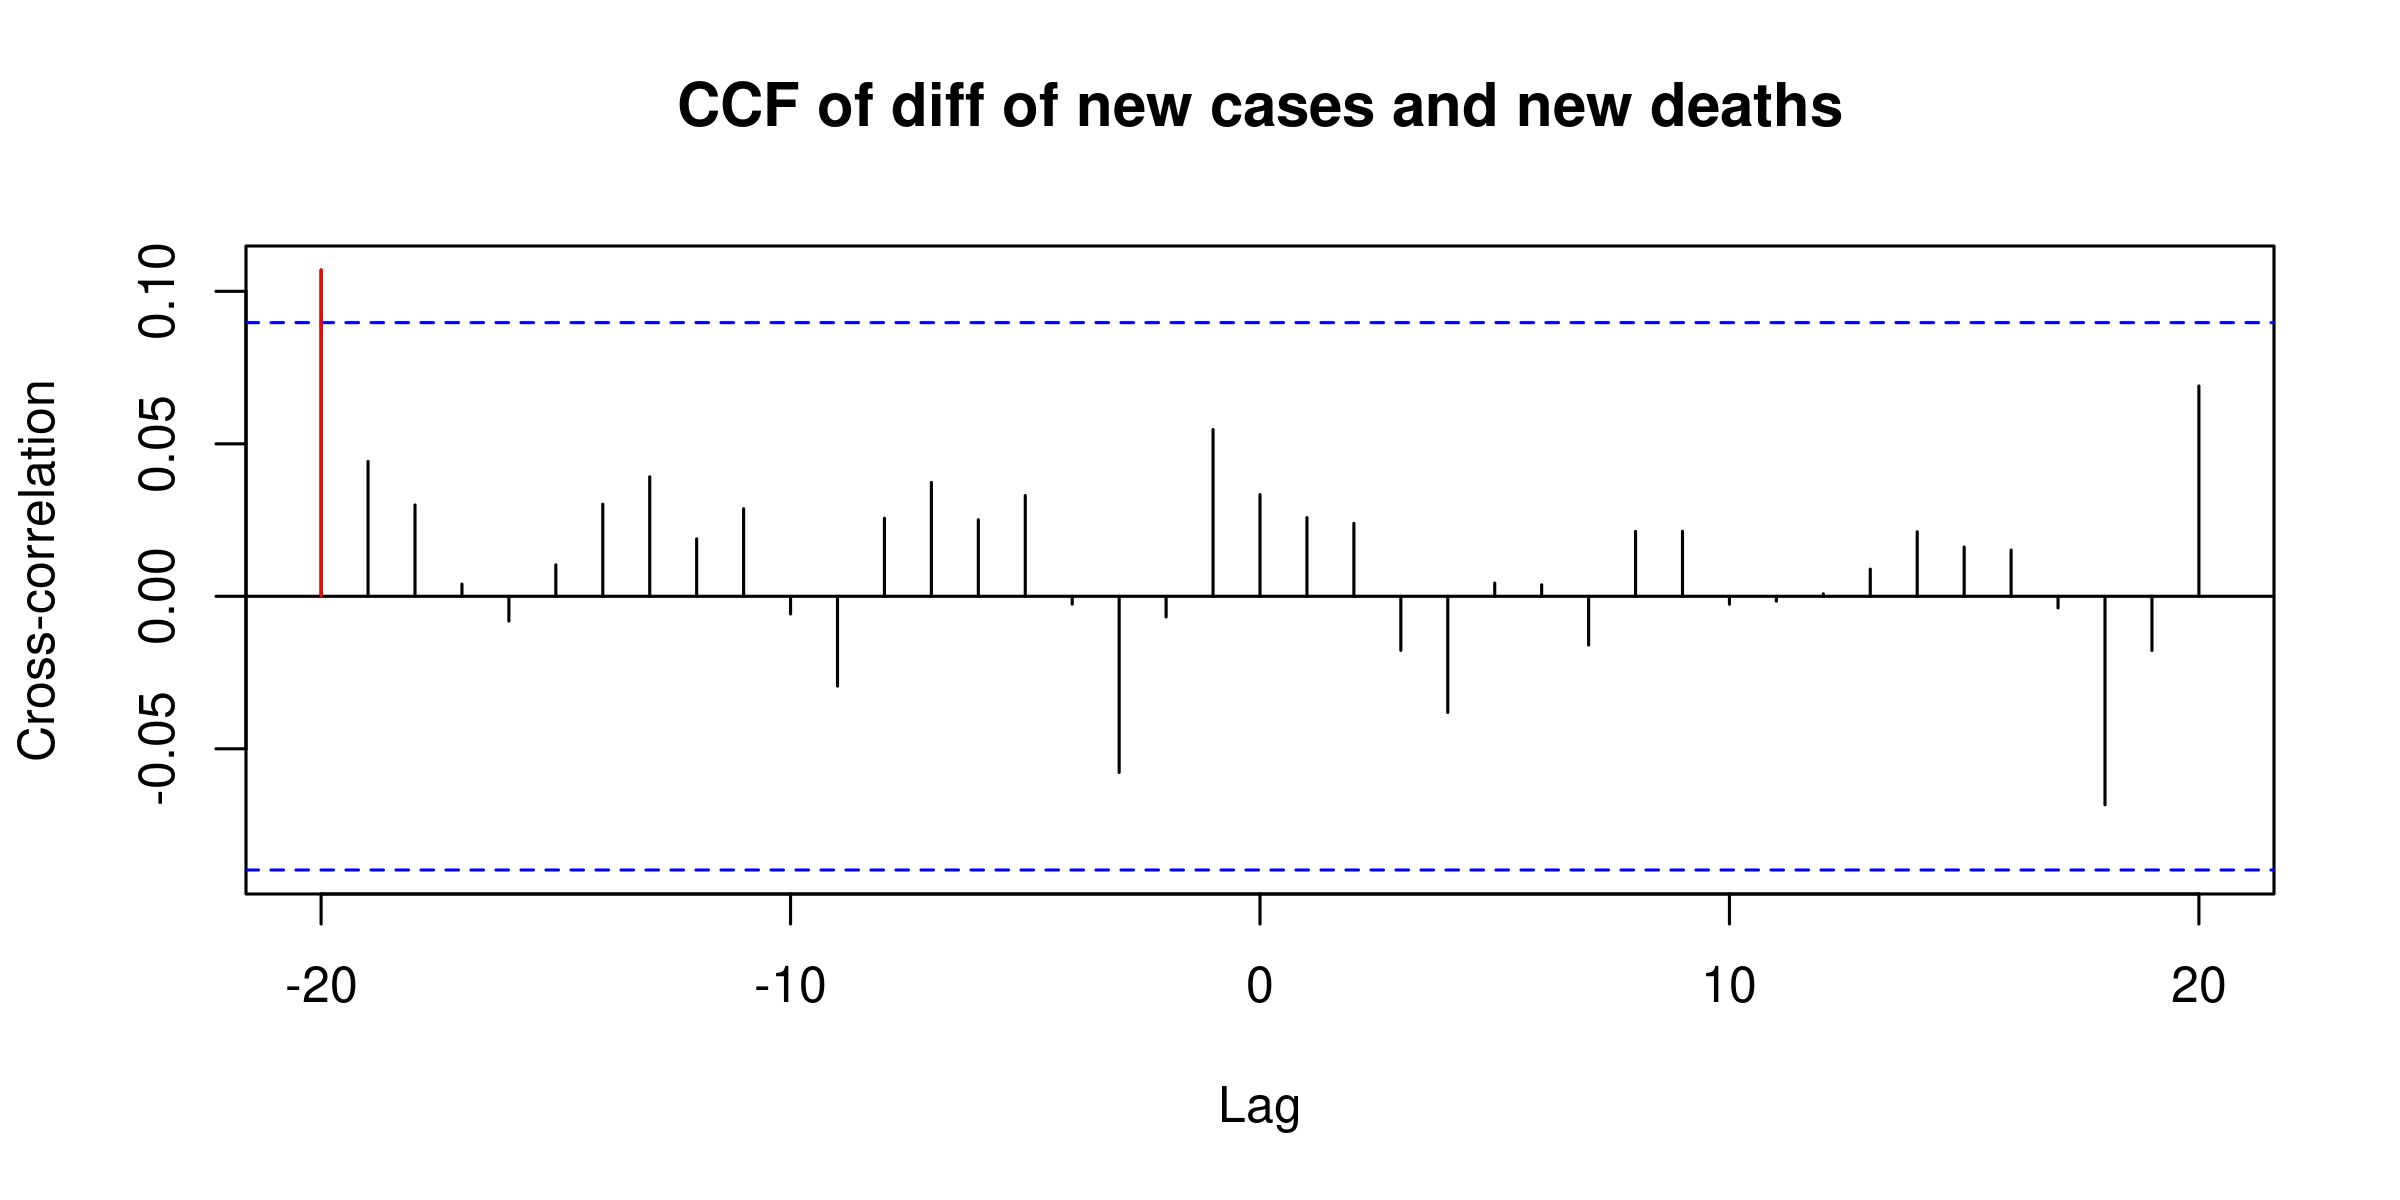 CCF of diff of new cases and new deaths
Cross-correlation
0.10
0.05
0.00
-0.05
-20 -10 0 10 20
Lag